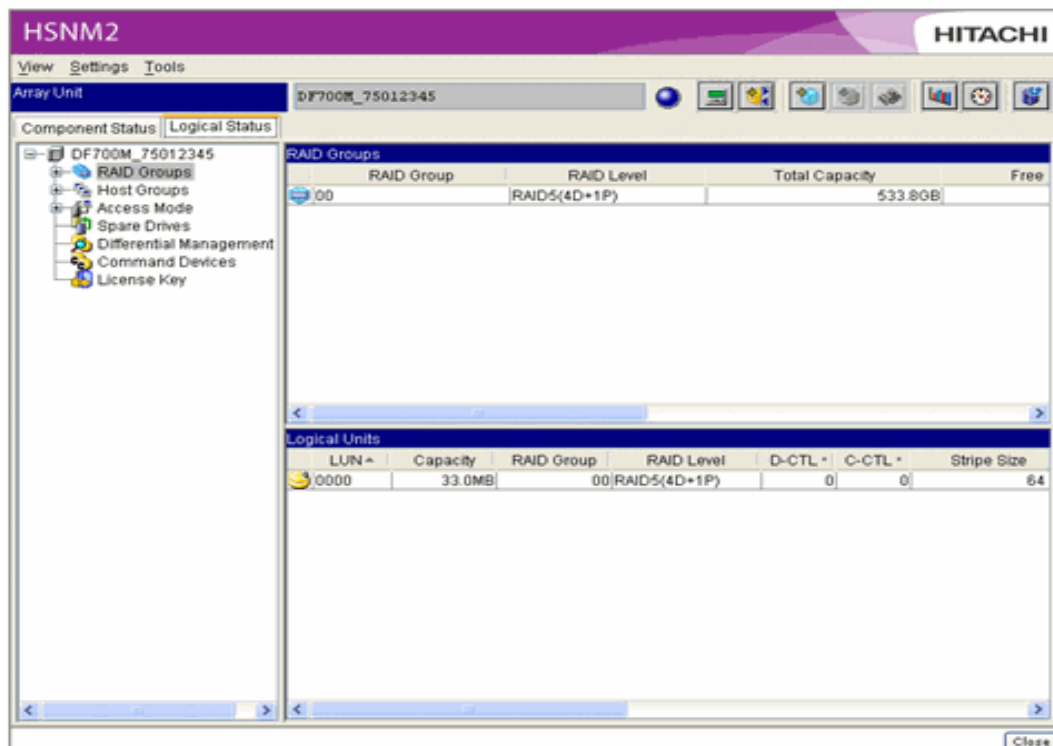 HSNM2
HITACHI
View Settings Tools
Array Unit
DF700M_75012345
Component Status Logical Status
DF700M_75012345
RAID Groups
Host Groups
Access Mode
Spare Drives
Differential Management
Command Devices
License Key
RAID Groups
RAID Group RAID Level Total Capacity Free
00 RAID5(4D+1P) 533.8GB
Logical Units
LUN Capacity RAID Group RAID Level D-CTL * C-CTL * Stripe Size
0000 33.0MB 00 RAID5(4D+1P) 0 0 64
Close